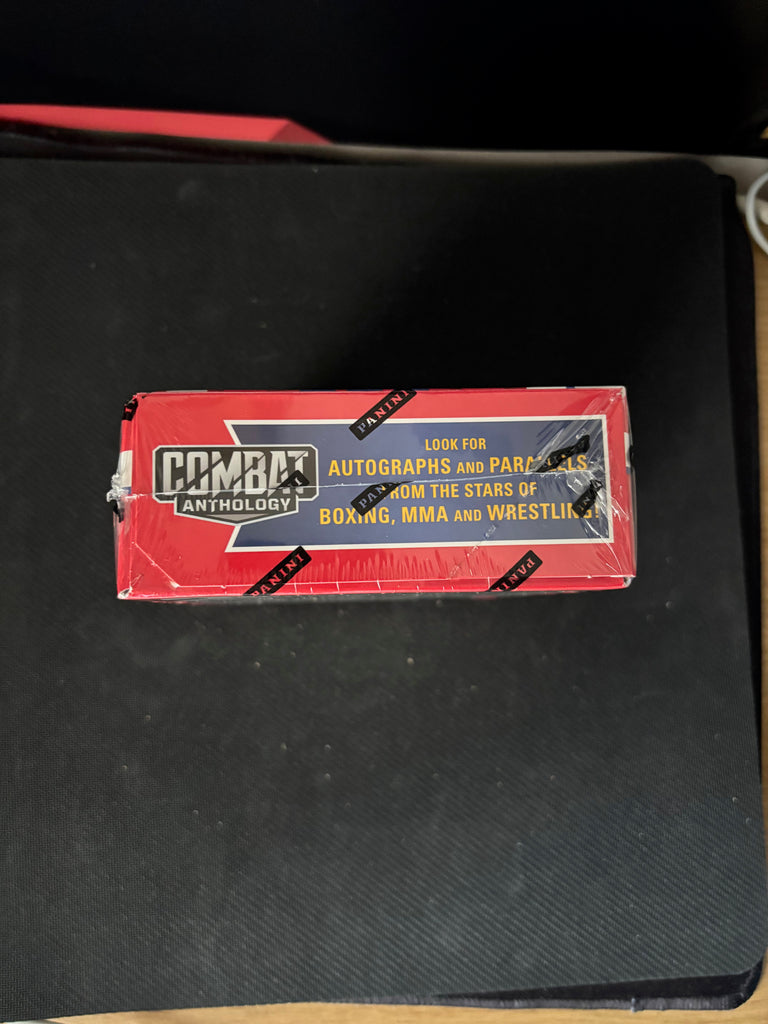 COMBAT
ANTHOLOGY
LOOK FOR
AUTOGRAPHS AND PARALLELS
FROM THE STARS OF
BOXING, MMA AND WRESTLING!
PANINI
PANINI
PANINI
PANINI